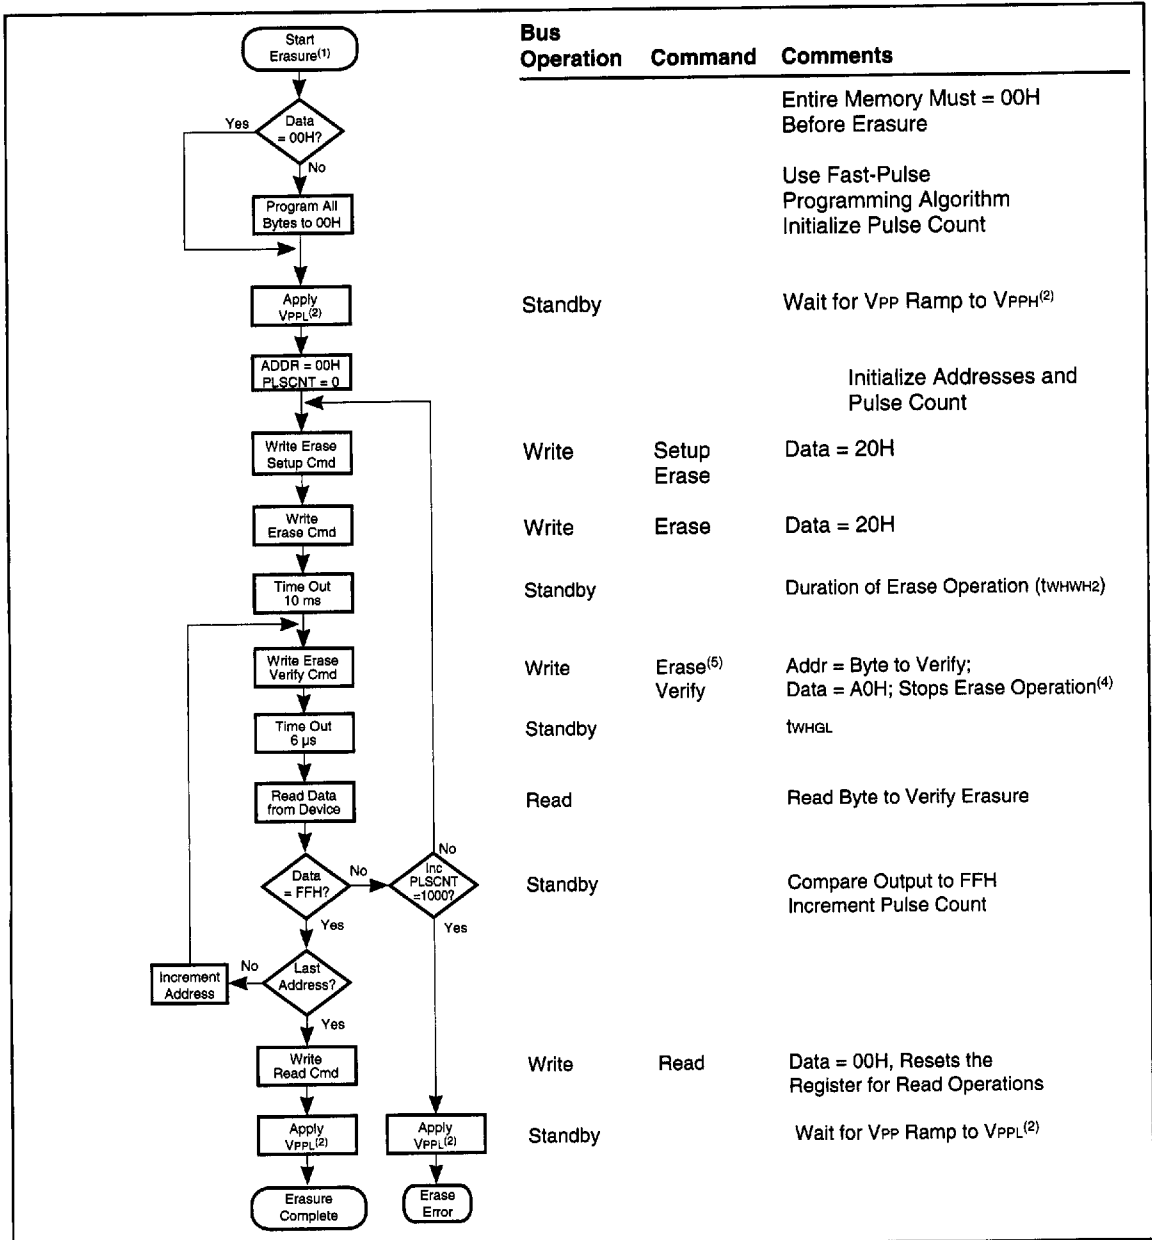 Start
Erasure(1)
Data
= 00H?
Yes
No
Program All
Bytes to 00H
Apply
VPPL(2)
ADDR = 00H
PLSCNT = 0
Write Erase
Setup Cmd
Write
Erase Cmd
Time Out
10 ms
Write Erase
Verify Cmd
Time Out
6 µs
Read Data
from Device
Data
= FFH?
No
Yes
Inc
PLSCNT
=1000?
No
Yes
Last
Address?
No
Yes
Increment
Address
Write
Read Cmd
Apply
VPPL(2)
Erasure
Complete
Apply
VPPL(2)
Erase
Error
Bus
Operation Command Comments
Entire Memory Must = 00H
Before Erasure
Use Fast-Pulse
Programming Algorithm
Initialize Pulse Count
Standby Wait for VPP Ramp to VPPH(2)
Initialize Addresses and
Pulse Count
Write Setup Data = 20H
Erase
Write Erase Data = 20H
Standby Duration of Erase Operation (tWHWH2)
Write Erase(5) Addr = Byte to Verify;
Verify Data = A0H; Stops Erase Operation(4)
Standby tWHGL
Read Read Byte to Verify Erasure
Standby Compare Output to FFH
Increment Pulse Count
Write Read Data = 00H, Resets the
Register for Read Operations
Standby Wait for VPP Ramp to VPPL(2)